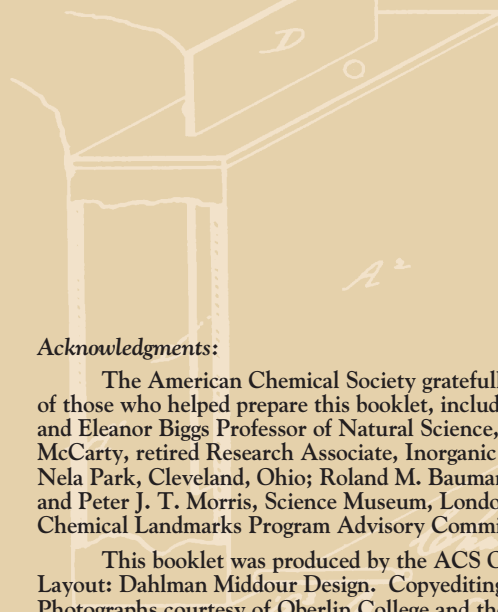 D
A²
Acknowledgments:
The American Chemical Society gratefull
of those who helped prepare this booklet, includ
and Eleanor Biggs Professor of Natural Science,
McCarty, retired Research Associate, Inorganic
Nela Park, Cleveland, Ohio; Roland M. Bauma
and Peter J. T. Morris, Science Museum, Londo
Chemical Landmarks Program Advisory Commi
This booklet was produced by the ACS O
Layout: Dahlman Middour Design. Copyediting
Photographs courtesy of Oberlin College and th